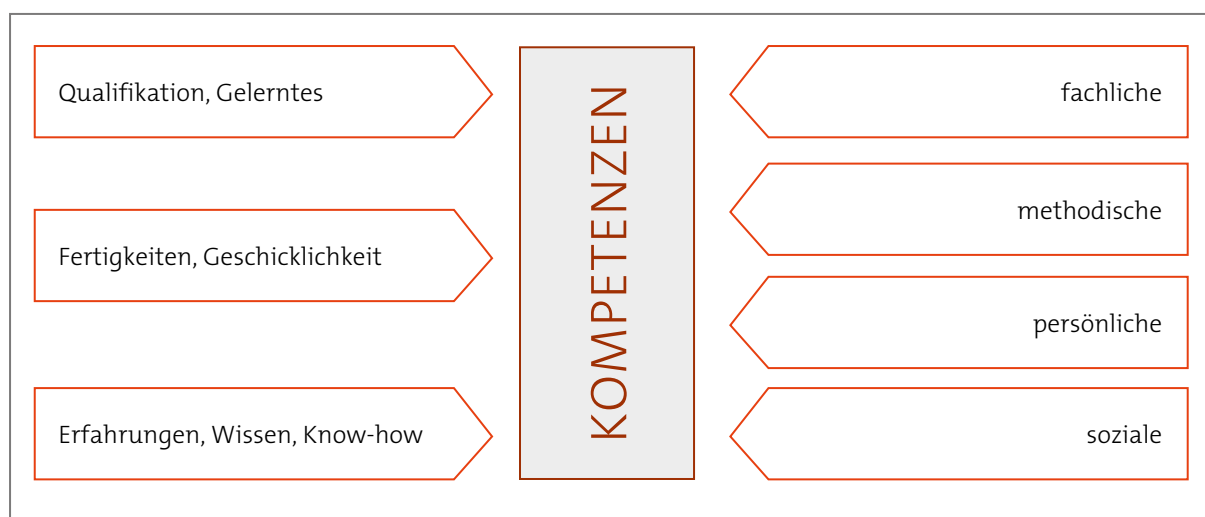 Qualifikation, Gelerntes
Fertigkeiten, Geschicklichkeit
Erfahrungen, Wissen, Know-how
KOMPETENZEN
fachliche
methodische
persönliche
soziale